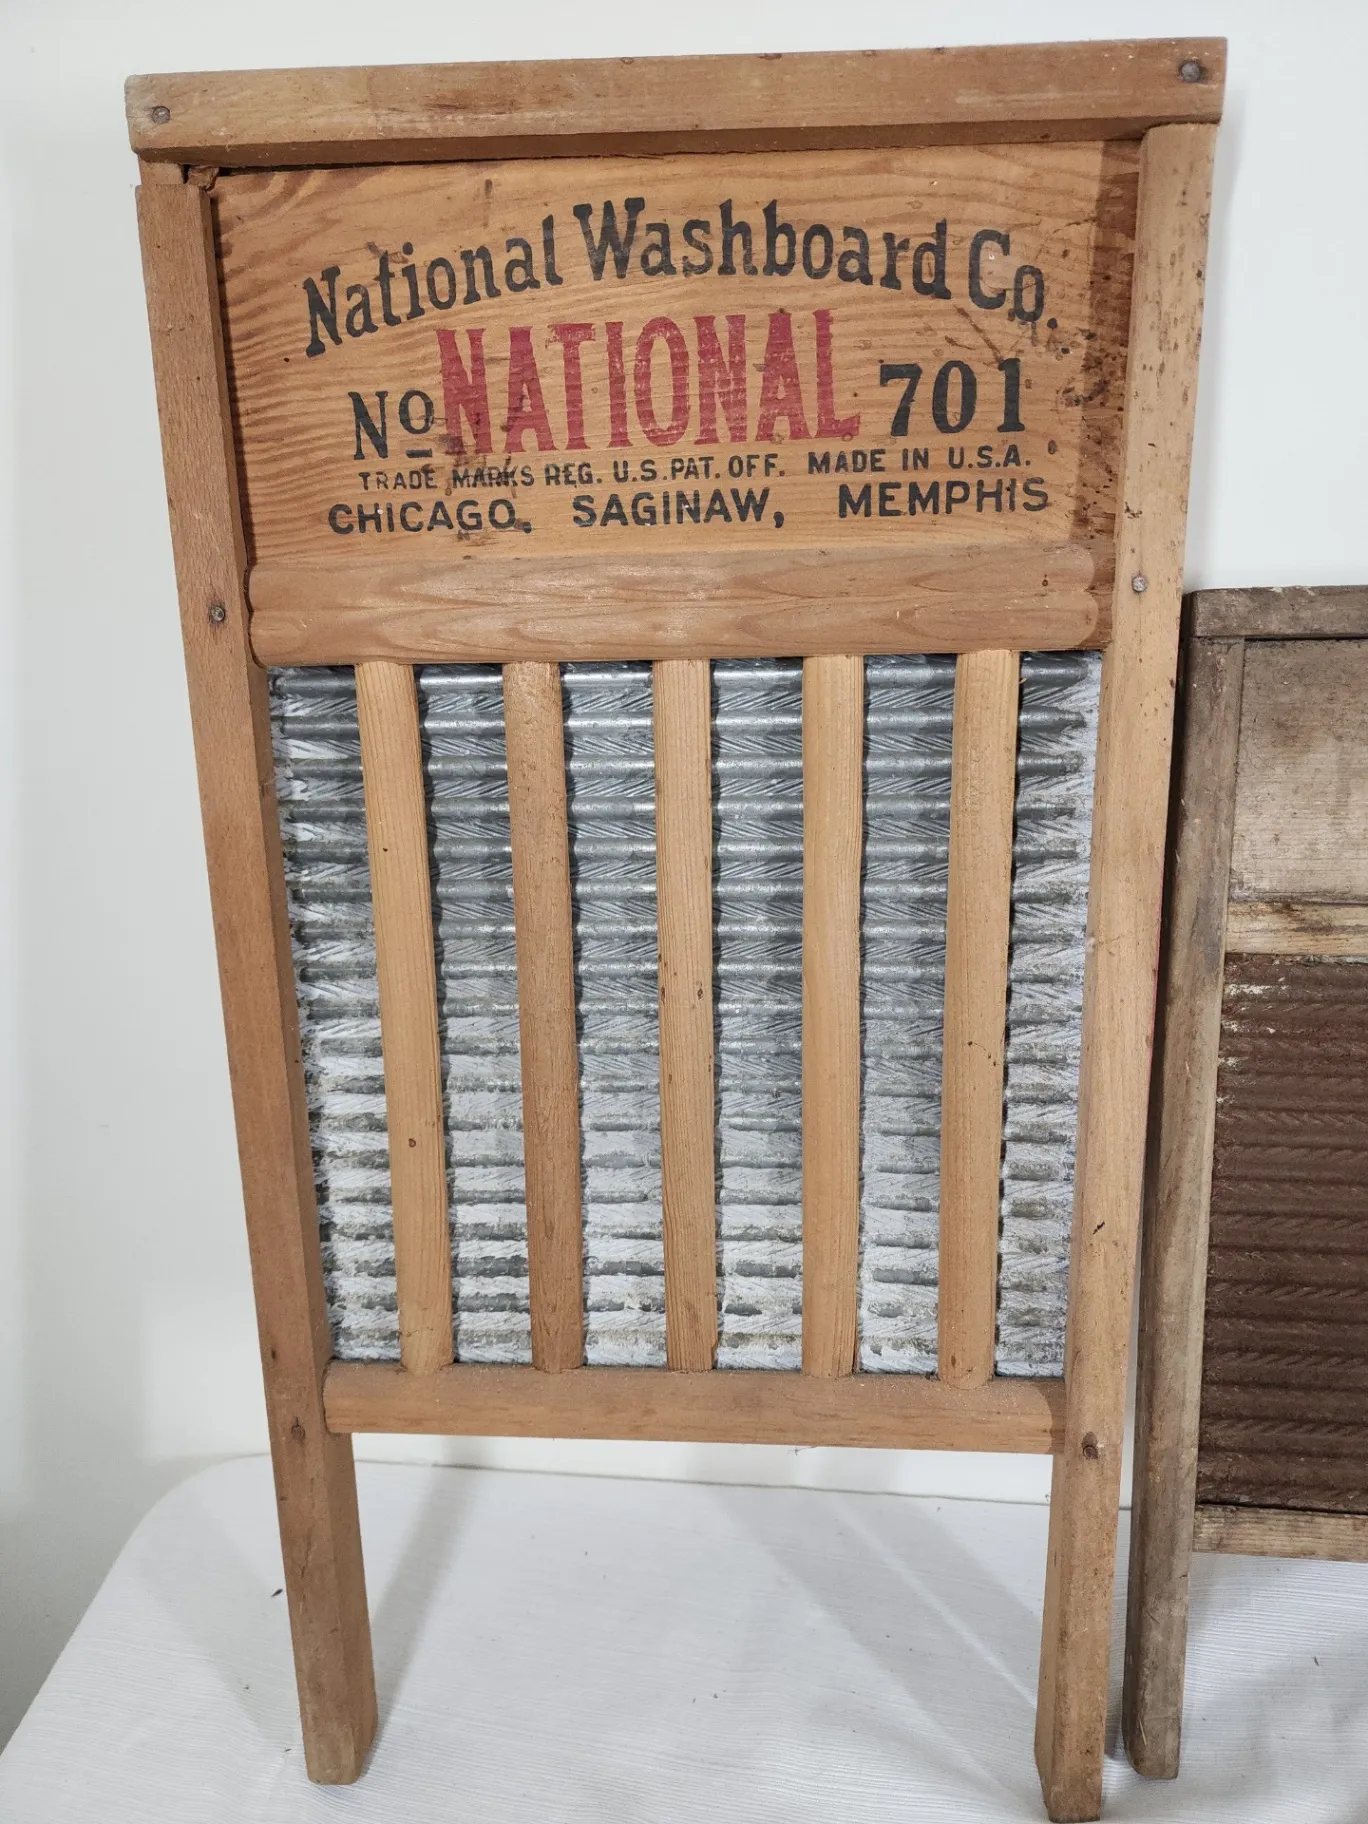 National Washboard Co.
No NATIONAL 701
TRADE MARKS REG. U.S. PAT. OFF. MADE IN U.S.A.
CHICAGO, SAGINAW, MEMPHIS